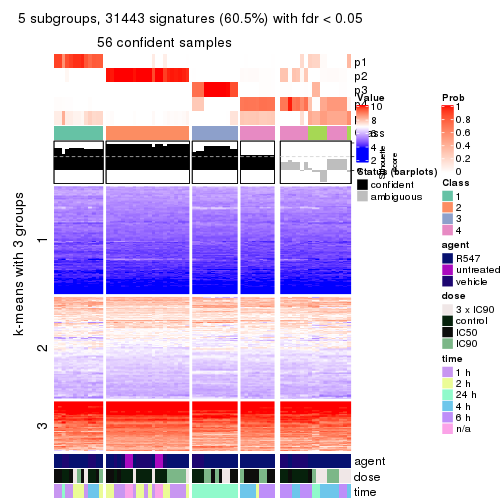 5 subgroups, 31443 signatures (60.5%) with fdr < 0.05
56 confident samples
p1
p2
p3
Value
10
8
6
4
2
Prob
1
0.8
0.6
0.4
0.2
0
Silhouette
score
Status (barplots)
confident
ambiguous
Class
1
2
3
4
agent
R547
untreated
vehicle
dose
3 x IC90
control
IC50
IC90
time
1 h
2 h
24 h
4 h
6 h
n/a
k-means with 3 groups
1
2
3
agent
dose
time